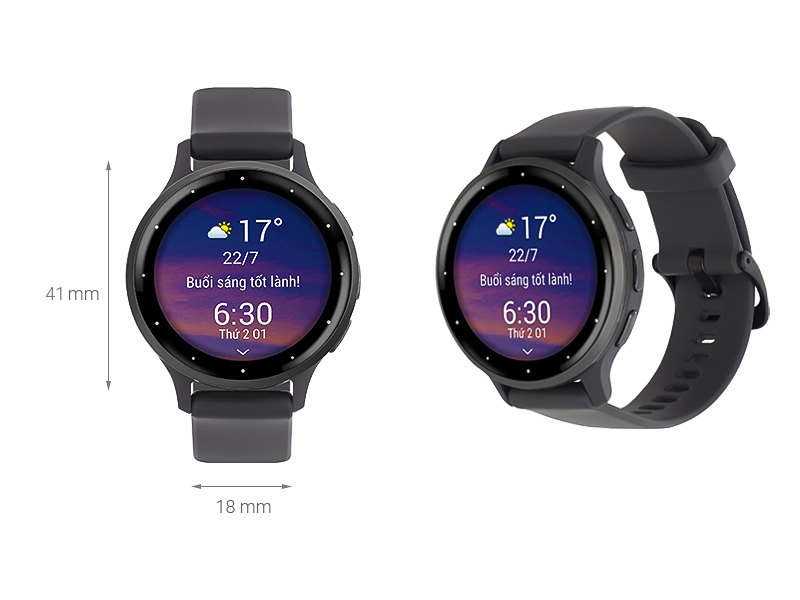 41 mm
17°
22/7
Buổi sáng tốt lành!
6:30
Thứ 2 01
18 mm
17°
22/7
Buổi sáng tốt lành!
6:30
Thứ 2 01